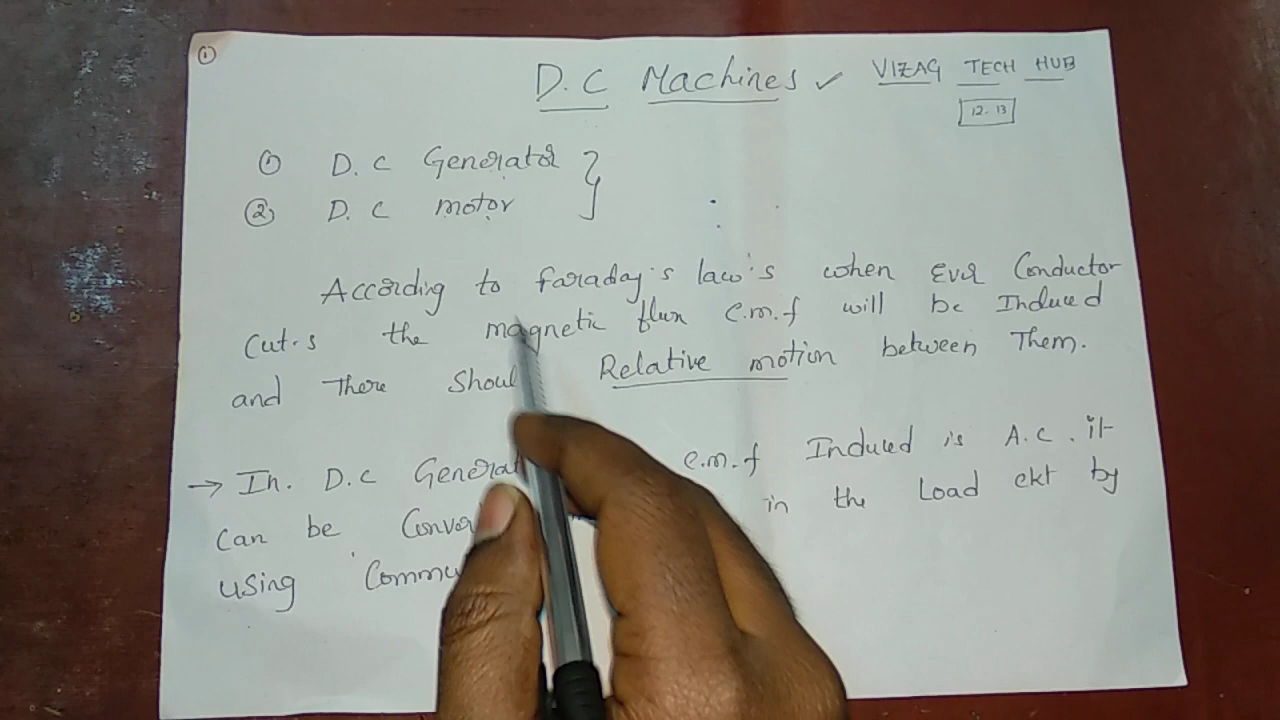 ①
D.C Machines ✓ VIZAG TECH HUB
12.13
① D.C Generator
② D.C motor
According to faraday's law's when Ever Conductor
Cut.s the magnetic flux e.m.f will be Induced
and There Shoul Relative motion between Them.
→ In. D.C Generat e.m.f Induced is A.C. it
Can be Conver in the Load ckt by
using Commu